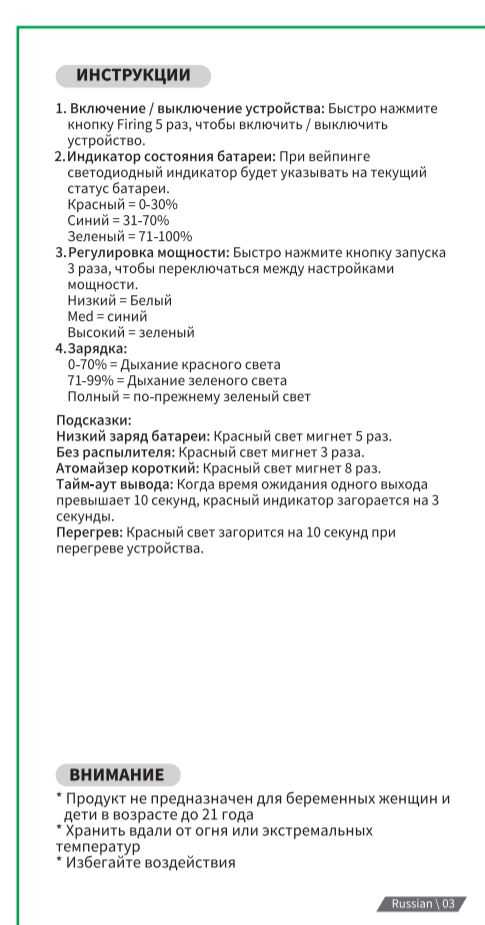 ИНСТРУКЦИИ
1. Включение / выключение устройства: Быстро нажмите
кнопку Firing 5 раз, чтобы включить / выключить
устройство.
2.Индикатор состояния батареи: При вейпинге
светодиодный индикатор будет указывать на текущий
статус батареи.
Красный = 0-30%
Синий = 31-70%
Зеленый = 71-100%
3.Регулировка мощности: Быстро нажмите кнопку запуска
3 раза, чтобы переключаться между настройками
мощности.
Низкий = Белый
Med = синий
Высокий = зеленый
4.Зарядка:
0-70% = Дыхание красного света
71-99% = Дыхание зеленого света
Полный = по-прежнему зеленый свет
Подсказки:
Низкий заряд батареи: Красный свет мигнет 5 раз.
Без распылителя: Красный свет мигнет 3 раза.
Атомайзер короткий: Красный свет мигнет 8 раз.
Тайм-аут вывода: Когда время ожидания одного выхода
превышает 10 секунд, красный индикатор загорается на 3
секунды.
Перегрев: Красный свет загорится на 10 секунд при
перегреве устройства.
ВНИМАНИЕ
* Продукт не предназначен для беременных женщин и
дети в возрасте до 21 года
* Хранить вдали от огня или экстремальных
температур
* Избегайте воздействия
Russian \ 03